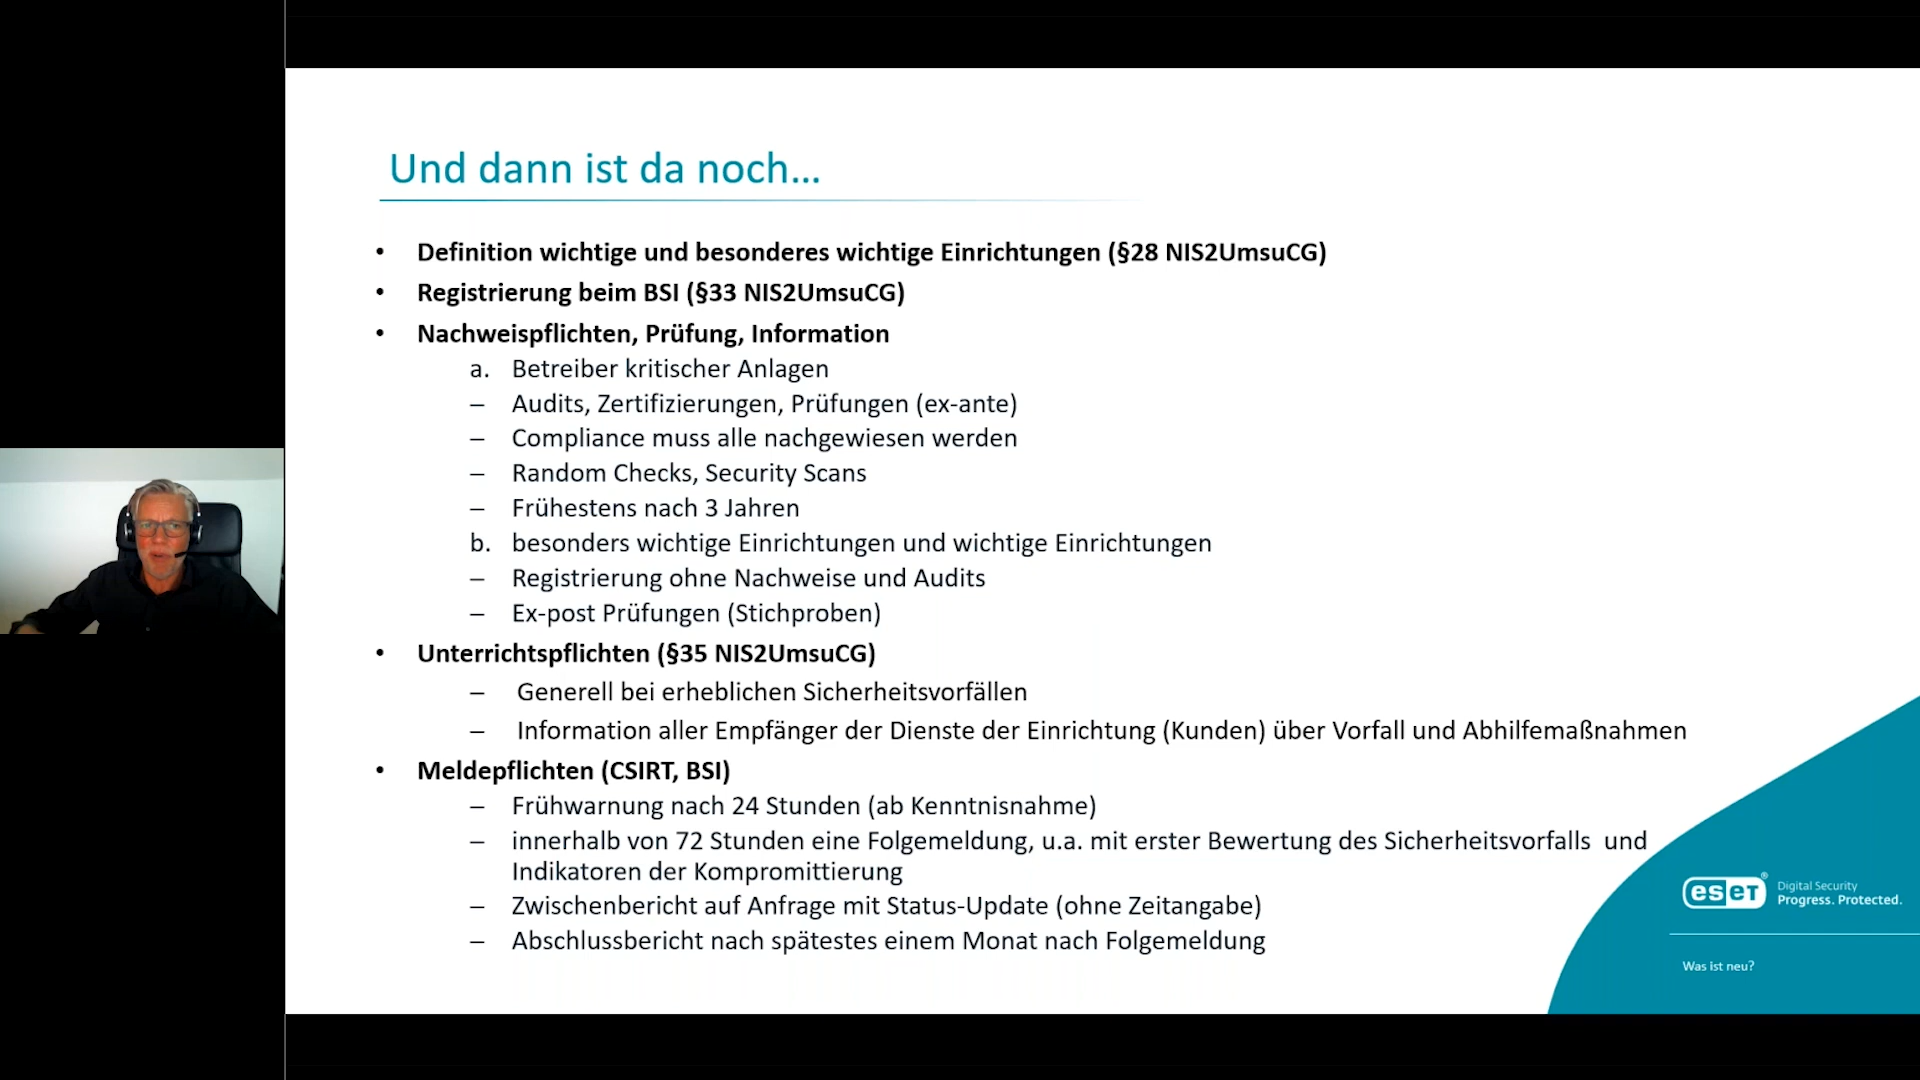 Und dann ist da noch...
• Definition wichtige und besonderes wichtige Einrichtungen (§28 NIS2UmsuCG)
• Registrierung beim BSI (§33 NIS2UmsuCG)
• Nachweispflichten, Prüfung, Information
a. Betreiber kritischer Anlagen
– Audits, Zertifizierungen, Prüfungen (ex-ante)
– Compliance muss alle nachgewiesen werden
– Random Checks, Security Scans
– Frühestens nach 3 Jahren
b. besonders wichtige Einrichtungen und wichtige Einrichtungen
– Registrierung ohne Nachweise und Audits
– Ex-post Prüfungen (Stichproben)
• Unterrichtspflichten (§35 NIS2UmsuCG)
– Generell bei erheblichen Sicherheitsvorfällen
– Information aller Empfänger der Dienste der Einrichtung (Kunden) über Vorfall und Abhilfemaßnahmen
• Meldepflichten (CSIRT, BSI)
– Frühwarnung nach 24 Stunden (ab Kenntnisnahme)
– innerhalb von 72 Stunden eine Folgemeldung, u.a. mit erster Bewertung des Sicherheitsvorfalls und
Indikatoren der Kompromittierung
– Zwischenbericht auf Anfrage mit Status-Update (ohne Zeitangabe)
– Abschlussbericht nach spätestes einem Monat nach Folgemeldung
eset® Digital Security
Progress. Protected.
Was ist neu?